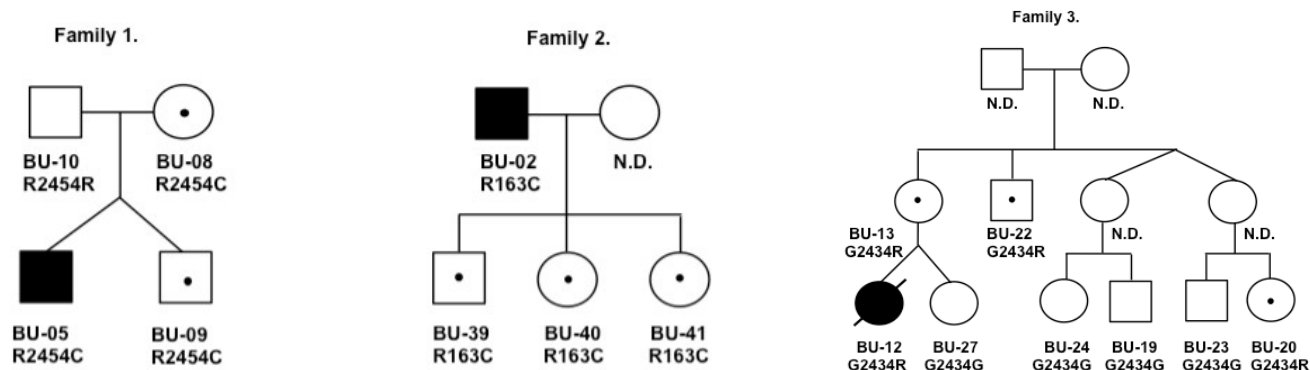 Family 1.
BU-10
R2454R
BU-08
R2454C
BU-05
R2454C
BU-09
R2454C
Family 2.
BU-02
R163C
N.D.
BU-39
R163C
BU-40
R163C
BU-41
R163C
Family 3.
N.D.
N.D.
BU-13
G2434R
BU-22
G2434R
N.D.
N.D.
BU-12
G2434R
BU-27
G2434G
BU-24
G2434G
BU-19
G2434G
BU-23
G2434G
BU-20
G2434R